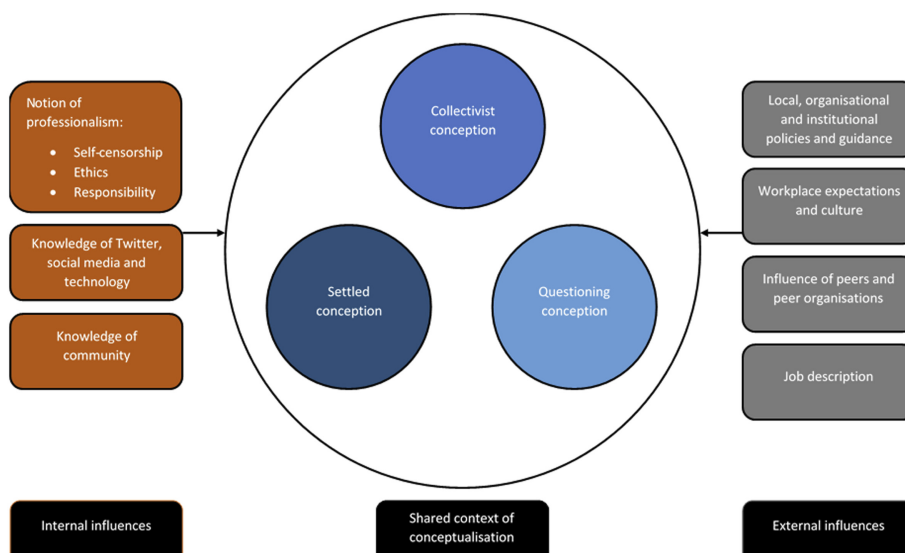 Notion of
professionalism:
• Self-censorship
• Ethics
• Responsibility
Knowledge of Twitter,
social media and
technology
Knowledge of
community
Collectivist
conception
Settled
conception
Questioning
conception
Local, organisational
and institutional
policies and guidance
Workplace expectations
and culture
Influence of peers and
peer organisations
Job description
Internal influences
Shared context of
conceptualisation
External influences